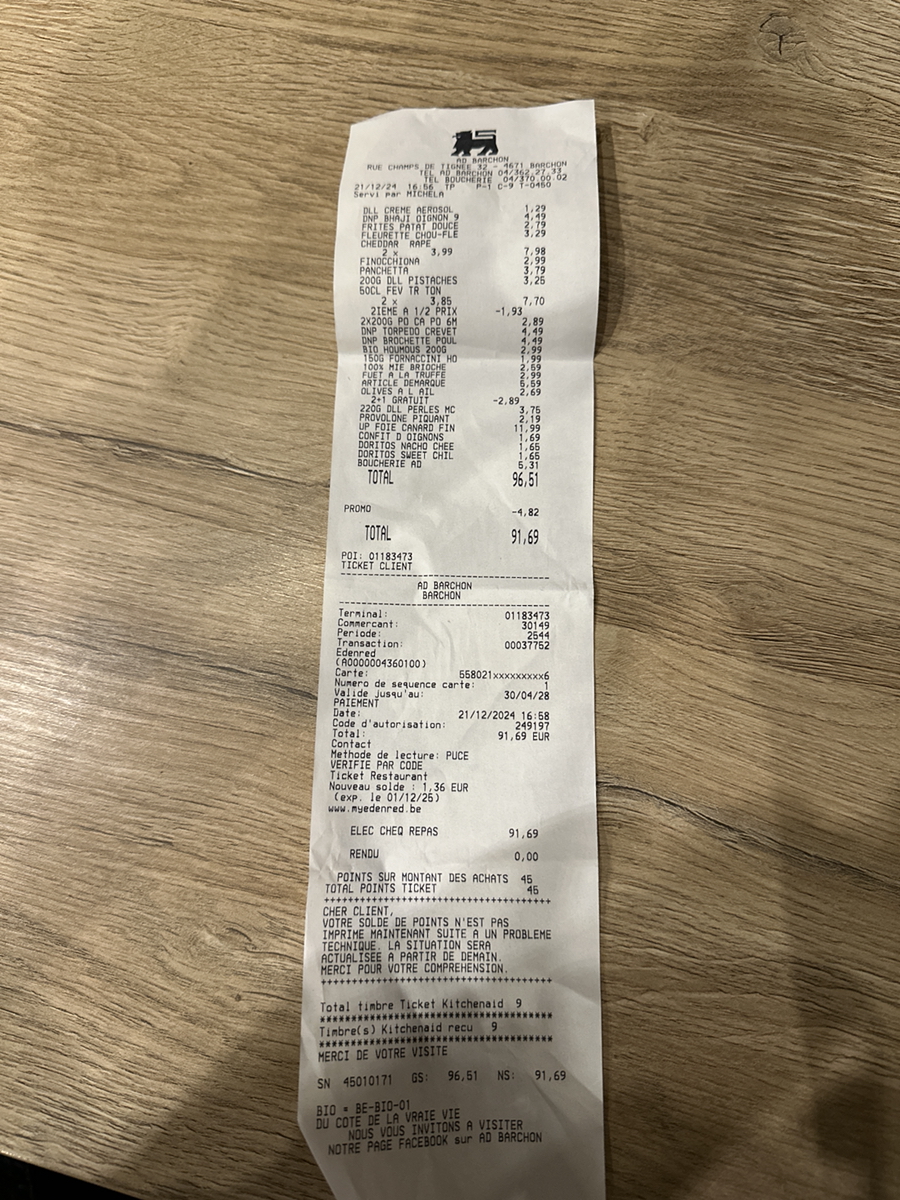 AD BARCHON
RUE CHAMPS DE TIGNEE 32 - 4671 BARCHON
TEL AD BARCHON 04/362.27.33
TEL BOUCHERIE 04/370.00.02
21/12/24 16:56 TP P-1 C-9 T-0450
Servi par MICHELA
DLL CREME AEROSOL 1,29
DNP BHAJI OIGNON 9 4,49
FRITES PATAT DOUCE 2,79
FLEURETTE CHOU-FLE 3,29
CHEDDAR RAPE
2 x 3,99 7,98
FINOCCHIONA 2,99
PANCHETTA 3,79
200G DLL PISTACHES 3,25
50CL FEV TR TON
2 x 3,85 7,70
2IEME A 1/2 PRIX -1,93
2X200G PO CA PO 6M 2,89
DNP TORPEDO CREVET 4,49
DNP BROCHETTE POUL 4,49
BIO HOUMOUS 200G 2,99
150G FORNACCINI HO 1,99
100% MIE BRIOCHE 2,59
FUET A LA TRUFFE 2,99
ARTICLE DEMARQUE 5,59
OLIVES A L AIL 2,69
2+1 GRATUIT -2,89
220G DLL PERLES MC 3,75
PROVOLONE PIQUANT 2,19
UP FOIE CANARD FIN 11,99
CONFIT D OIGNONS 1,69
DORITOS NACHO CHEE 1,65
DORITOS SWEET CHIL 1,65
BOUCHERIE AD 5,31
TOTAL 96,51
PROMO -4,82
TOTAL 91,69
POI: 01183473
TICKET CLIENT
AD BARCHON
BARCHON
Terminal: 01183473
Commercant: 30149
Periode: 2544
Transaction: 00037752
Edenred
(A0000004360100)
Carte: 558021xxxxxxxxx6
Numero de sequence carte: 1
Valide jusqu'au: 30/04/28
PAIEMENT
Date: 21/12/2024 16:58
Code d'autorisation: 249197
Total: 91,69 EUR
Contact
Methode de lecture: PUCE
VERIFIE PAR CODE
Ticket Restaurant
Nouveau solde : 1,36 EUR
(exp. le 01/12/25)
www.myedenred.be
ELEC CHEQ REPAS 91,69
RENDU 0,00
POINTS SUR MONTANT DES ACHATS 45
TOTAL POINTS TICKET 45
++++++++++++++++++++++++++++++++++++++
CHER CLIENT,
VOTRE SOLDE DE POINTS N'EST PAS
IMPRIME MAINTENANT SUITE A UN PROBLEME
TECHNIQUE. LA SITUATION SERA
ACTUALISEE A PARTIR DE DEMAIN.
MERCI POUR VOTRE COMPREHENSION.
++++++++++++++++++++++++++++++++++++++
Total timbre Ticket Kitchenaid 9
**************************************
Timbre(s) Kitchenaid recu 9
**************************************
MERCI DE VOTRE VISITE
SN 45010171 GS: 96,51 NS: 91,69
BIO = BE-BIO-01
DU COTE DE LA VRAIE VIE
NOUS VOUS INVITONS A VISITER
NOTRE PAGE FACEBOOK sur AD BARCHON